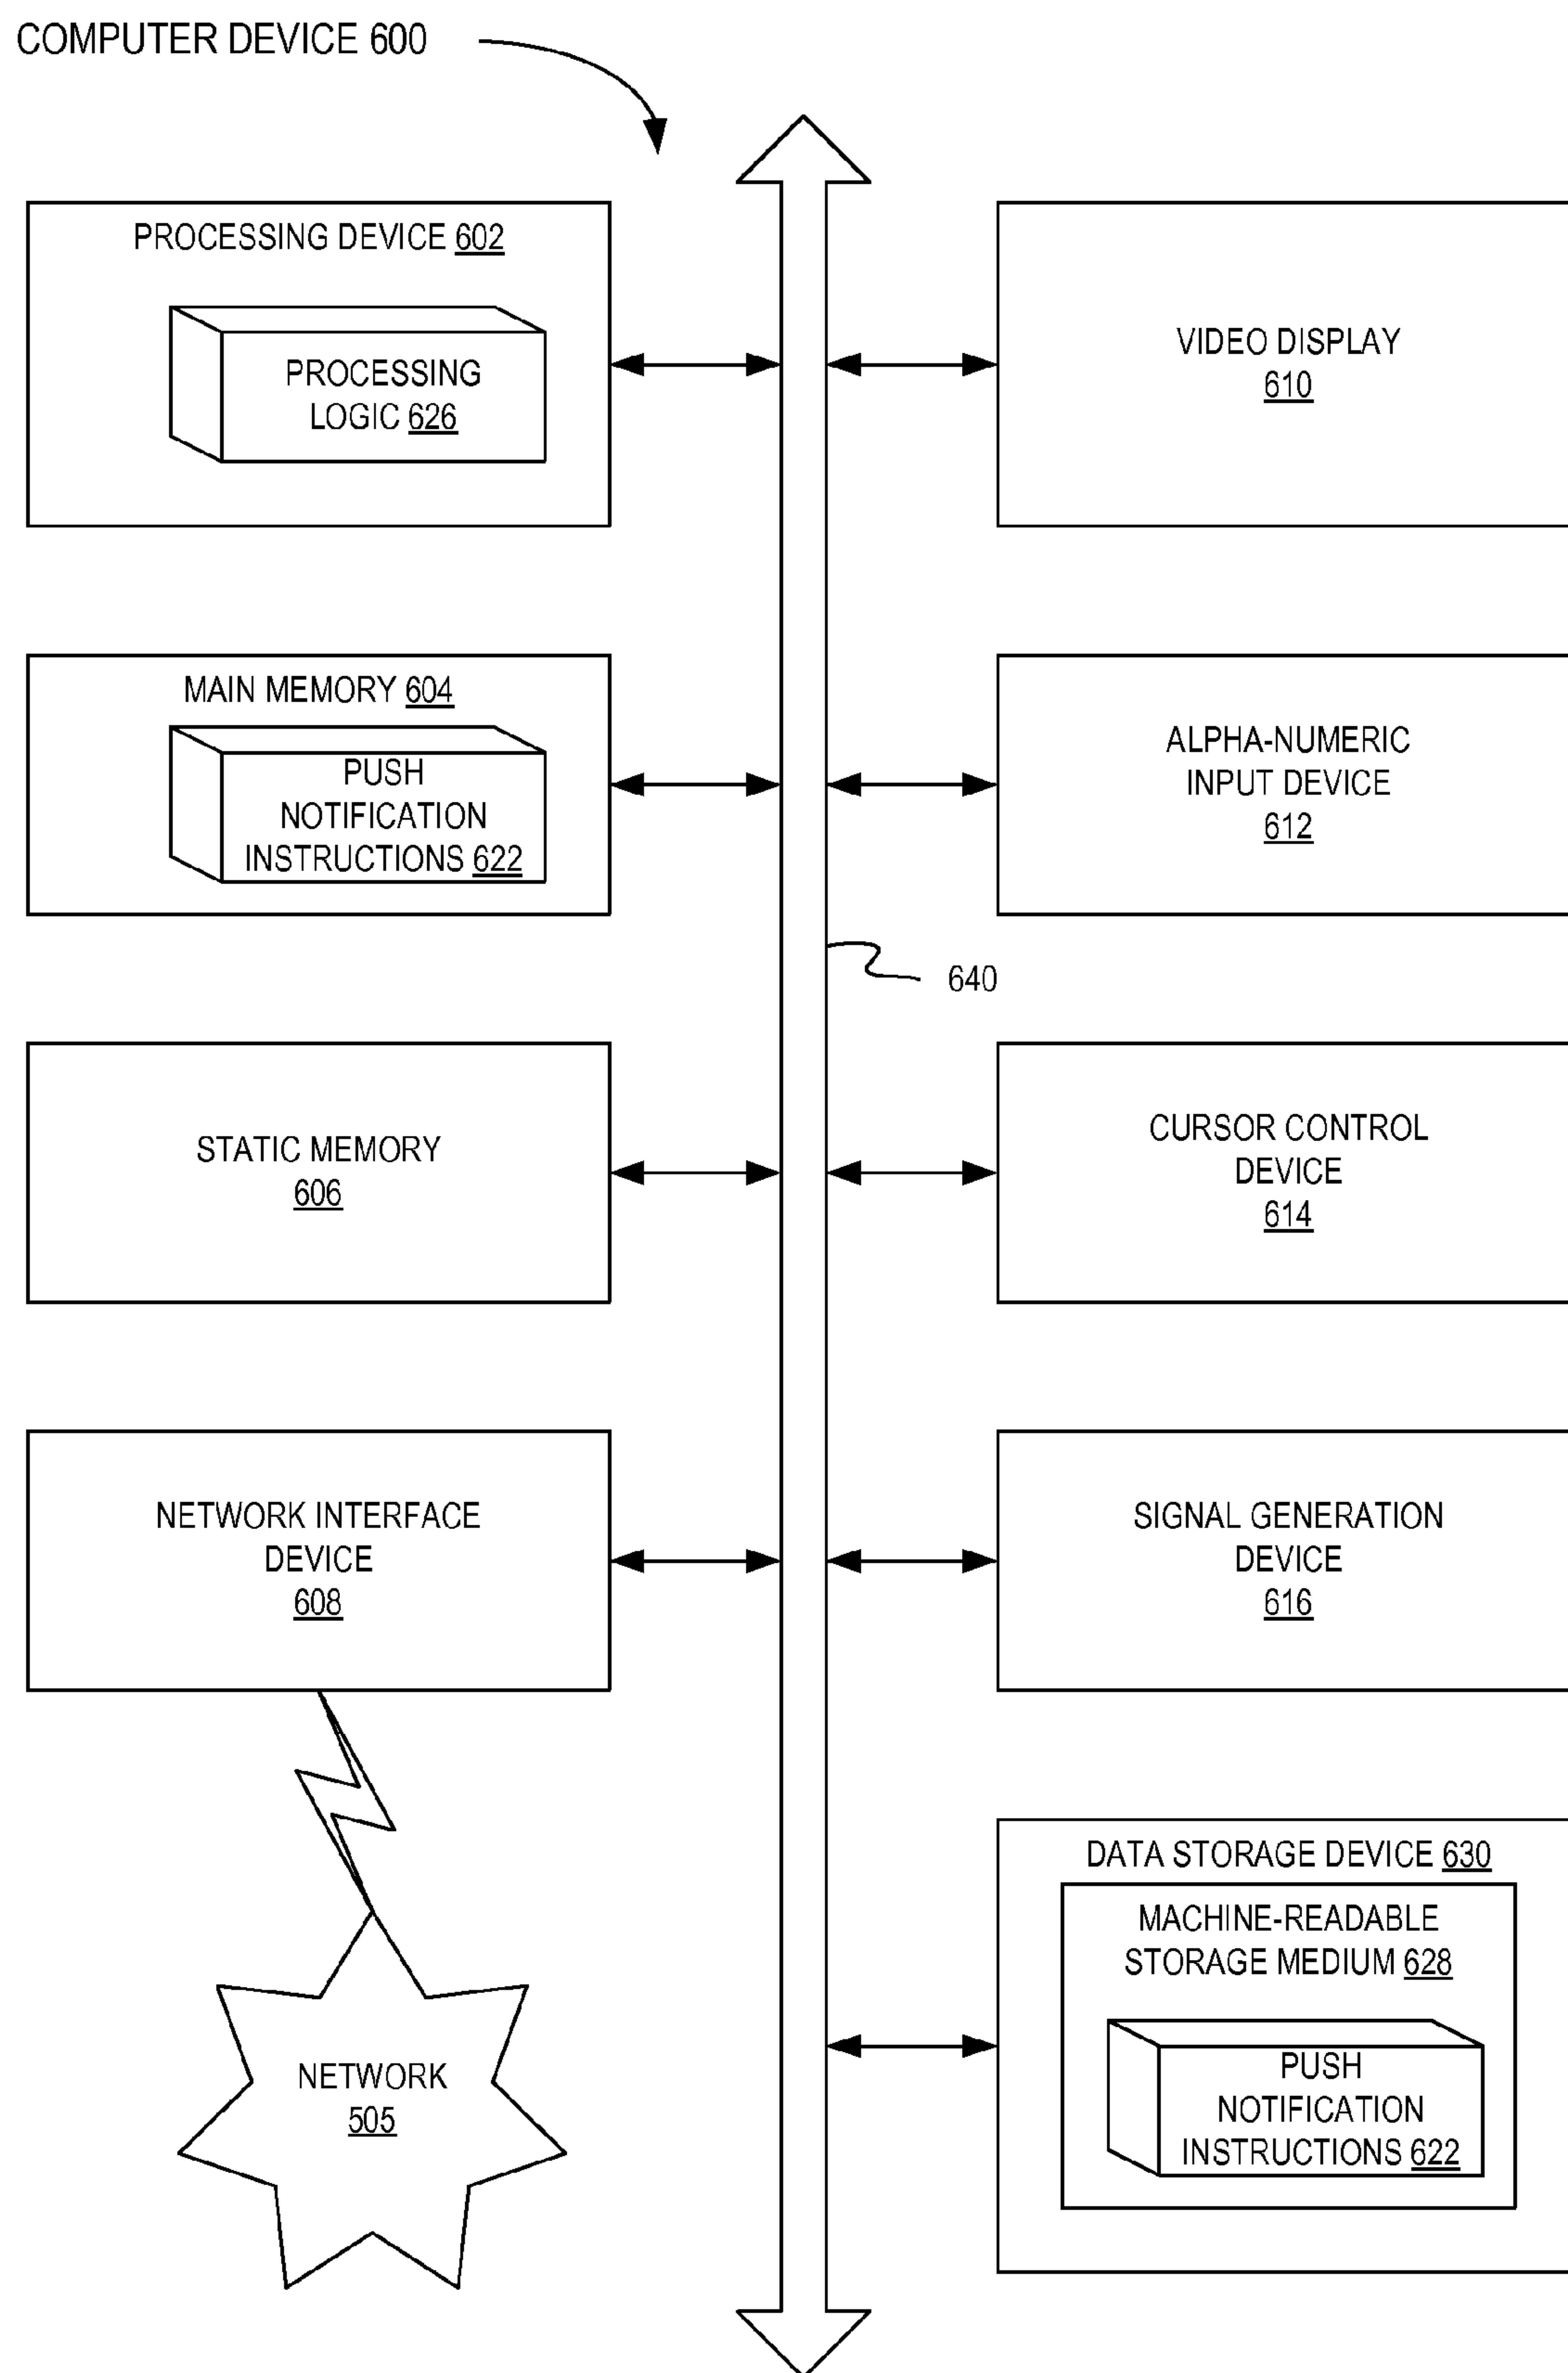 COMPUTER DEVICE 600
PROCESSING DEVICE 602
PROCESSING
LOGIC 626
VIDEO DISPLAY
610
MAIN MEMORY 604
PUSH
NOTIFICATION
INSTRUCTIONS 622
ALPHA-NUMERIC
INPUT DEVICE
612
640
STATIC MEMORY
606
CURSOR CONTROL
DEVICE
614
NETWORK INTERFACE
DEVICE
608
SIGNAL GENERATION
DEVICE
616
NETWORK
505
DATA STORAGE DEVICE 630
MACHINE-READABLE
STORAGE MEDIUM 628
PUSH
NOTIFICATION
INSTRUCTIONS 622